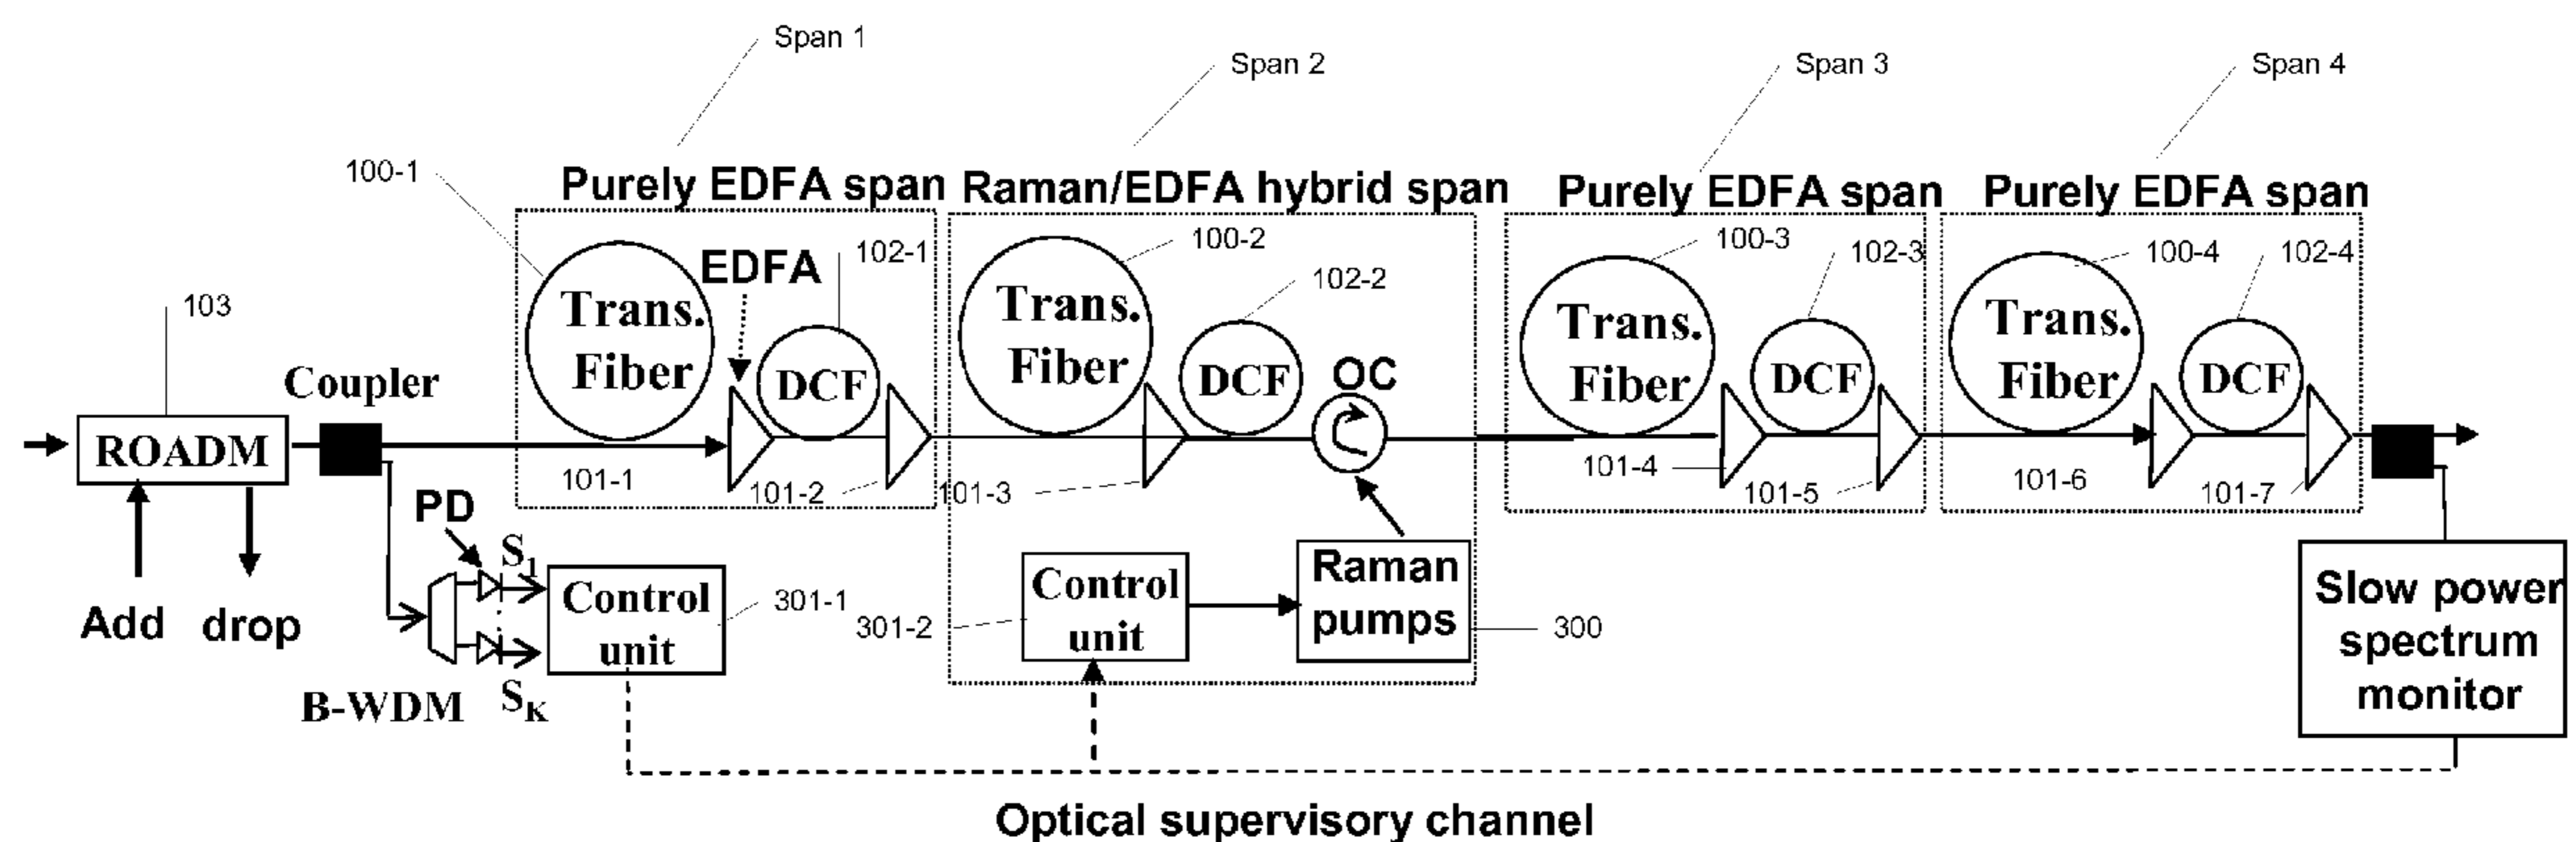 Span 1
Span 2
Span 3
Span 4
100-1
Purely EDFA span
Raman/EDFA hybrid span
Purely EDFA span
Purely EDFA span
103
Coupler
ROADM
Add
drop
Trans.
Fiber
EDFA
102-1
DCF
101-1
101-2
100-2
Trans.
Fiber
102-2
DCF
OC
101-3
100-3
Trans.
Fiber
102-3
DCF
101-4
101-5
100-4
Trans.
Fiber
102-4
DCF
101-6
101-7
PD
S1
SK
B-WDM
Control
unit
301-1
301-2
Control
unit
Raman
pumps
300
Slow power
spectrum
monitor
Optical supervisory channel